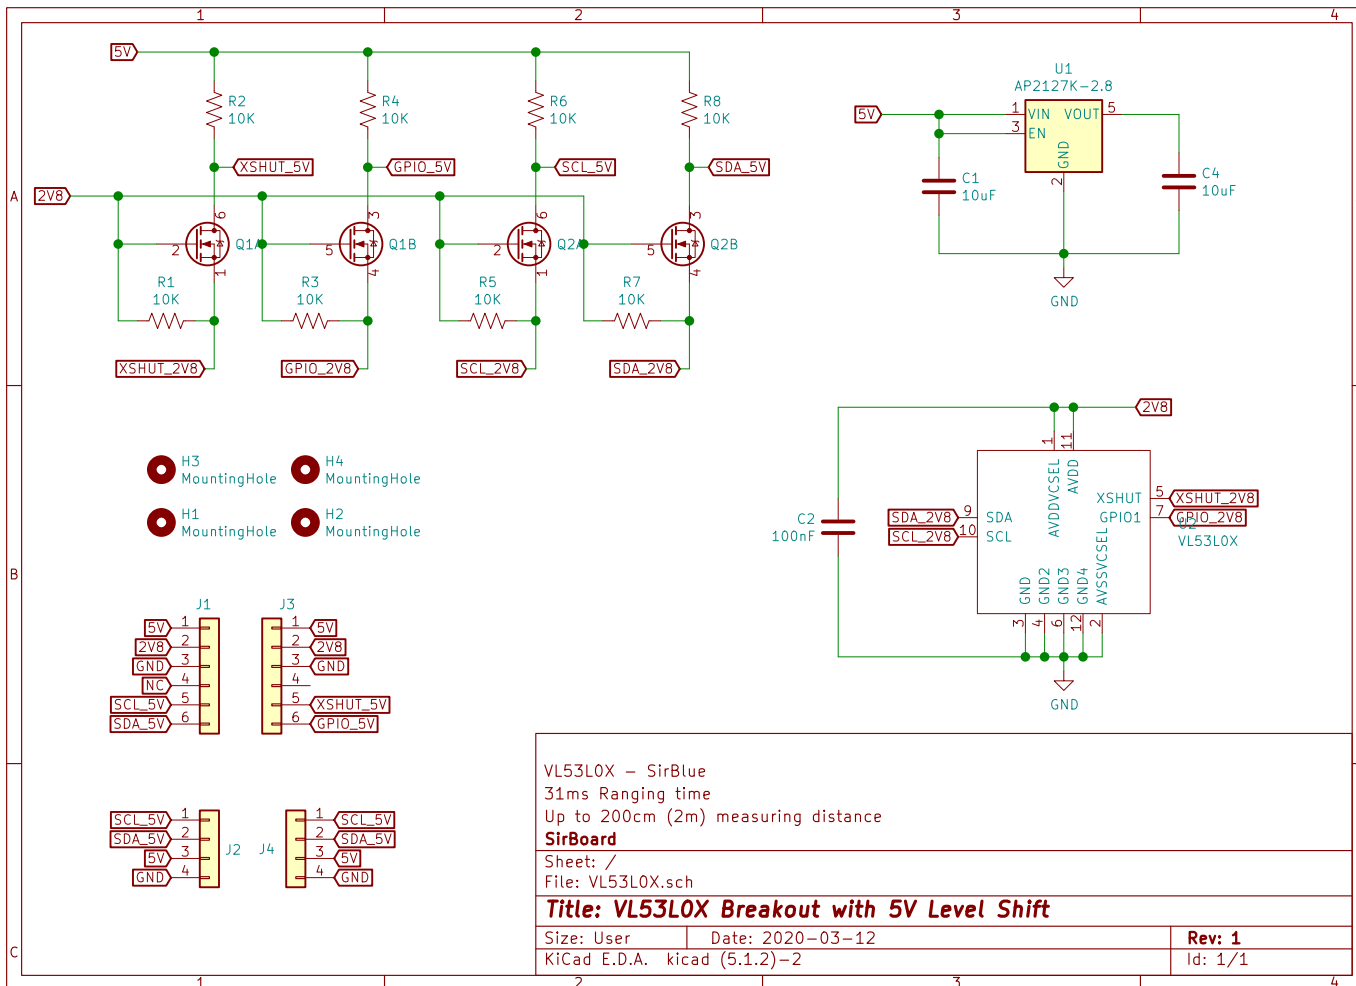 1 2 3 4
A
B
C
5V
R2
10K
R4
10K
R6
10K
R8
10K
XSHUT_5V
GPIO_5V
SCL_5V
SDA_5V
2V8
6
3
6
3
2
Q1A
5
Q1B
2
Q2A
5
Q2B
1
4
1
4
R1
10K
R3
10K
R5
10K
R7
10K
XSHUT_2V8
GPIO_2V8
SCL_2V8
SDA_2V8
U1
AP2127K-2.8
5V
1
VIN
VOUT
5
3
EN
GND
2
C1
10uF
C4
10uF
GND
H3
MountingHole
H4
MountingHole
H1
MountingHole
H2
MountingHole
2V8
1
11
AVDDVCSEL
AVDD
XSHUT
5
XSHUT_2V8
GPIO1
7
GPIO_2V8
U2
VL53L0X
C2
100nF
SDA_2V8
9
SDA
SCL_2V8
10
SCL
GND
GND2
GND3
GND4
AVSSVCSEL
3
4
6
12
2
GND
J1
5V 1
2V8 2
GND 3
NC 4
SCL_5V 5
SDA_5V 6
J3
1 5V
2 2V8
3 GND
4
5 XSHUT_5V
6 GPIO_5V
SCL_5V 1
SDA_5V 2
5V 3
GND 4
J2
J4
1 SCL_5V
2 SDA_5V
3 5V
4 GND
VL53L0X – SirBlue
31ms Ranging time
Up to 200cm (2m) measuring distance
SirBoard
Sheet: /
File: VL53L0X.sch
Title: VL53L0X Breakout with 5V Level Shift
Size: User
Date: 2020-03-12
Rev: 1
KiCad E.D.A. kicad (5.1.2)-2
Id: 1/1
1 2 3 4